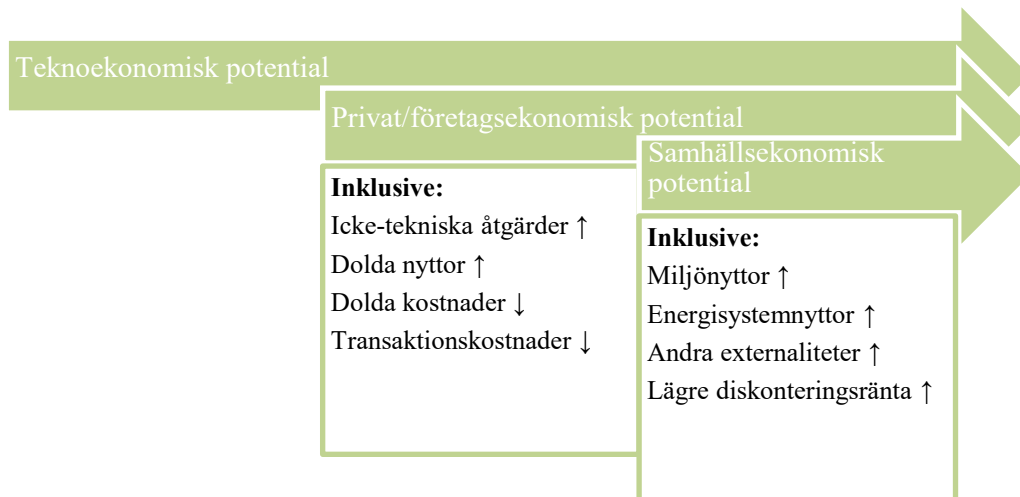 Teknoekonomisk potential
Privat/företagsekonomisk potential
Samhällsekonomisk
potential
Inklusive:
Icke-tekniska åtgärder ↑
Dolda nyttor ↑
Dolda kostnader ↓
Transaktionskostnader ↓
Inklusive:
Miljönyttor ↑
Energisystemnyttor ↑
Andra externaliteter ↑
Lägre diskonteringsränta ↑